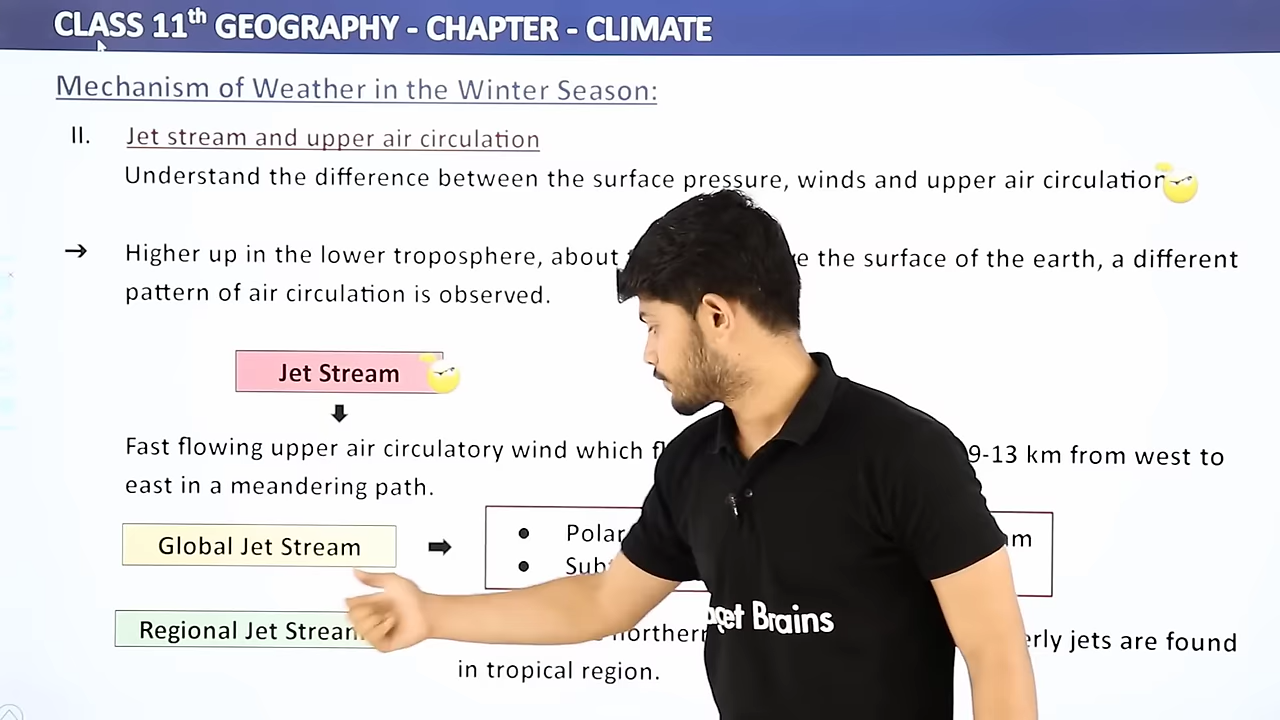 CLASS 11th GEOGRAPHY - CHAPTER - CLIMATE
Mechanism of Weather in the Winter Season:
II. Jet stream and upper air circulation
Understand the difference between the surface pressure, winds and upper air circulation
→ Higher up in the lower troposphere, about the surface of the earth, a different
pattern of air circulation is observed.
Jet Stream
Fast flowing upper air circulatory wind which 9-13 km from west to
east in a meandering path.
Global Jet Stream
• Polar
•
Regional Jet Stream
jets are found
in tropical region.
Brains